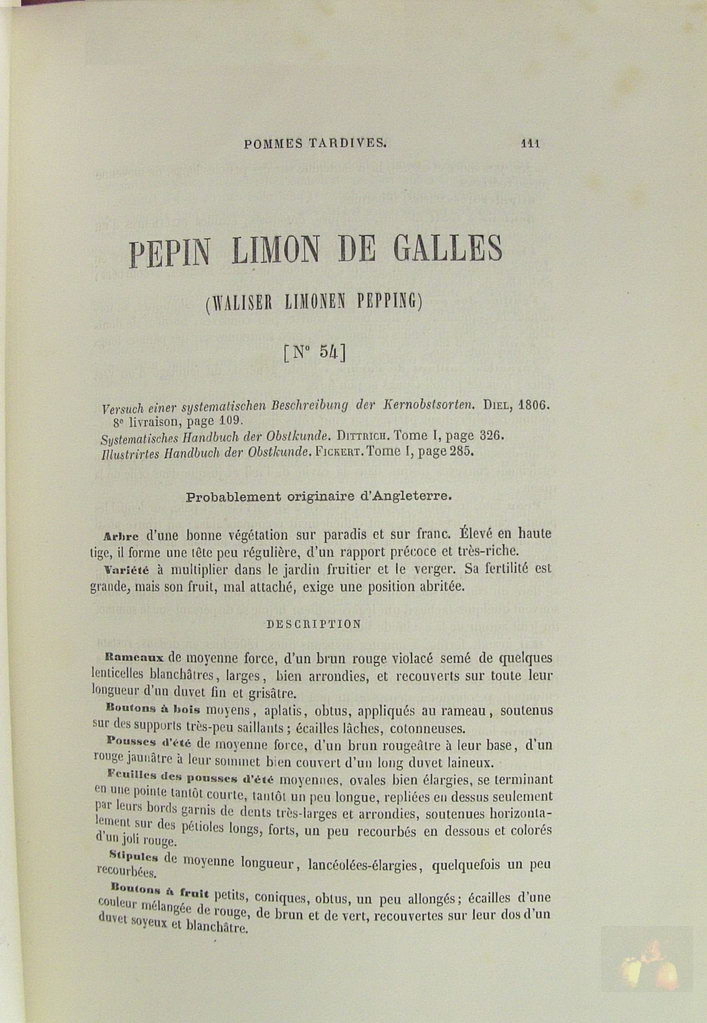 POMMES TARDIVES. 111
PEPIN LIMON DE GALLES
(WALISER LIMONEN PEPPING)
[N° 54]
Versuch einer systematischen Beschreibung der Kernobstsorten. DIEL, 1806.
8e livraison, page 109.
Systematisches Handbuch der Obstkunde. DITTRICH. Tome I, page 326.
Illustrirtes Handbuch der Obstkunde. FICKERT. Tome I, page 285.
Probablement originaire d'Angleterre.
Arbre d'une bonne végétation sur paradis et sur franc. Élevé en haute
tige, il forme une tête peu régulière, d'un rapport précoce et très-riche.
Variété à multiplier dans le jardin fruitier et le verger. Sa fertilité est
grande, mais son fruit, mal attaché, exige une position abritée.
DESCRIPTION
Rameaux de moyenne force, d'un brun rouge violacé semé de quelques
lenticelles blanchâtres, larges, bien arrondies, et recouverts sur toute leur
longueur d'un duvet fin et grisâtre.
Boutons à bois moyens, aplatis, obtus, appliqués au rameau, soutenus
sur des supports très-peu saillants ; écailles lâches, cotonneuses.
Pousses d'été de moyenne force, d'un brun rougeâtre à leur base, d'un
rouge jaunâtre à leur sommet bien couvert d'un long duvet laineux.
Feuilles des pousses d'été moyennes, ovales bien élargies, se terminant
en une pointe tantôt courte, tantôt un peu longue, repliées en dessus seulement
par leurs bords garnis de dents très-larges et arrondies, soutenues horizonta-
lement sur des pétioles longs, forts, un peu recourbés en dessous et colorés
d'un joli rouge.
Stipules de moyenne longueur, lancéolées-élargies, quelquefois un peu
recourbées.
Boutons à fruit petits, coniques, obtus, un peu allongés ; écailles d'une
couleur mélangée de rouge, de brun et de vert, recouvertes sur leur dos d'un
duvet soyeux et blanchâtre.